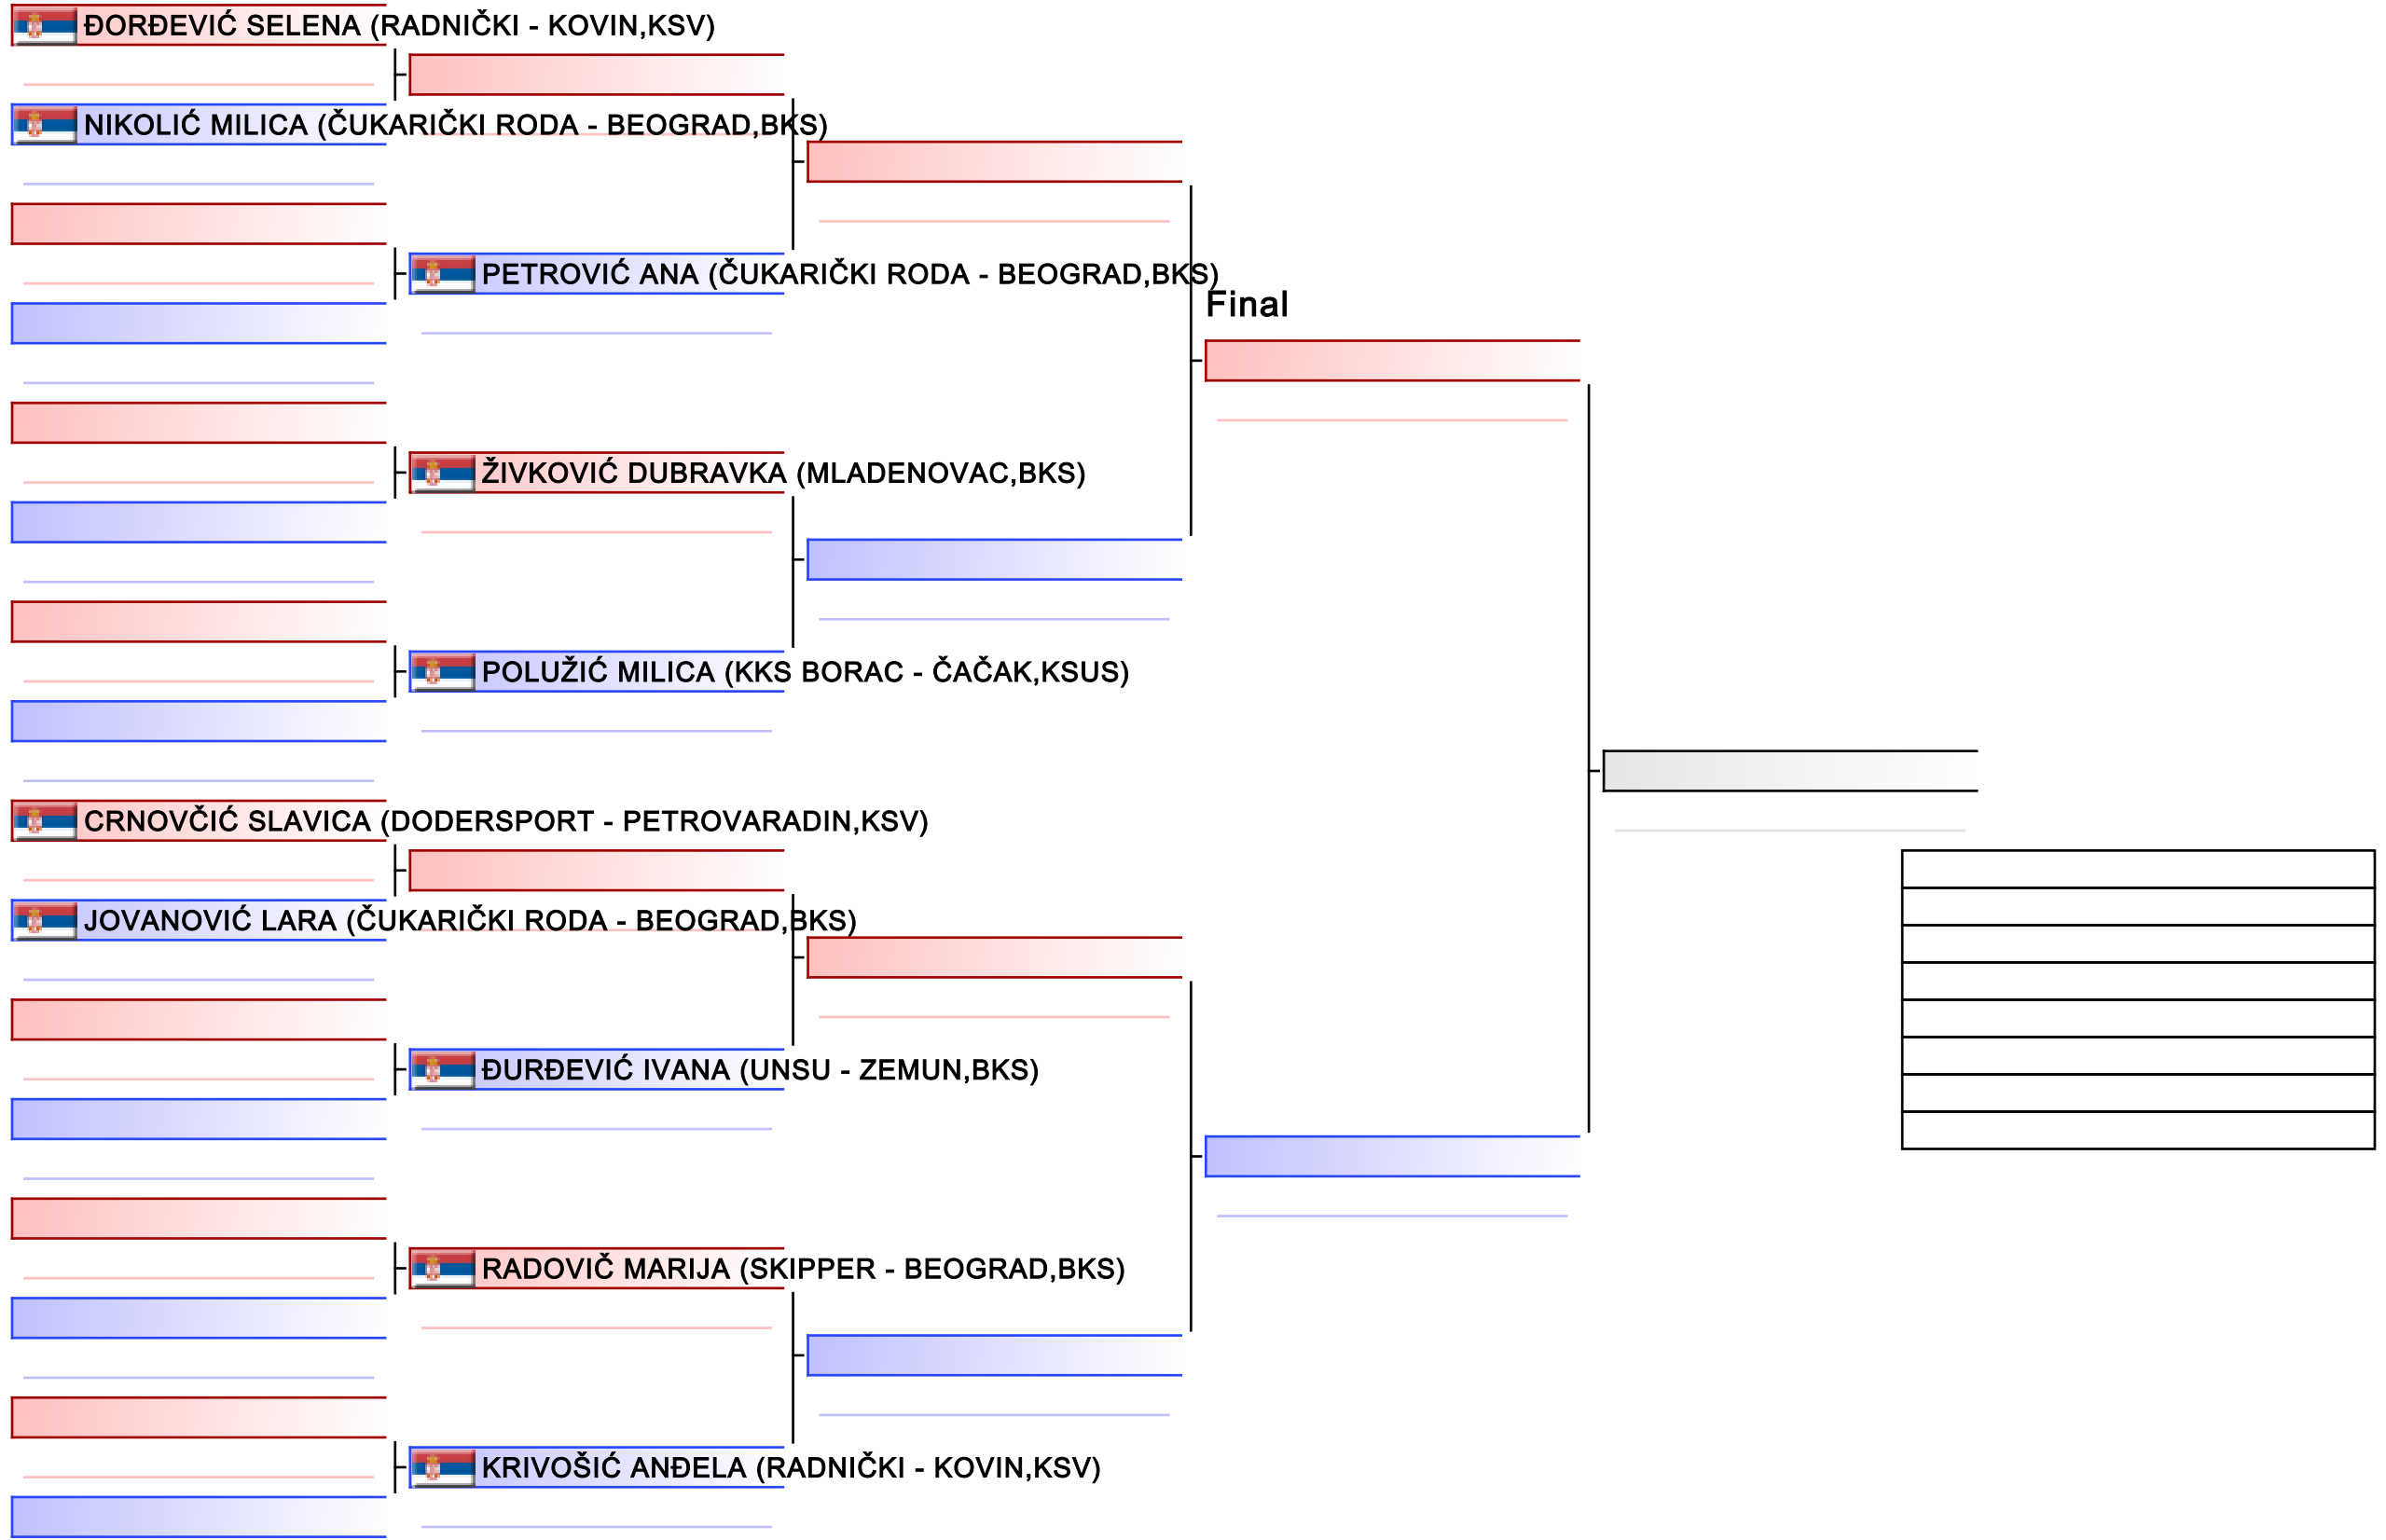 ĐORĐEVIĆ SELENA (RADNIČKI - KOVIN,KSV)
NIKOLIĆ MILICA (ČUKARIČKI RODA - BEOGRAD,BKS)
PETROVIĆ ANA (ČUKARIČKI RODA - BEOGRAD,BKS)
Final
ŽIVKOVIĆ DUBRAVKA (MLADENOVAC,BKS)
POLUŽIĆ MILICA (KKS BORAC - ČAČAK,KSUS)
CRNOVČIĆ SLAVICA (DODERSPORT - PETROVARADIN,KSV)
JOVANOVIĆ LARA (ČUKARIČKI RODA - BEOGRAD,BKS)
ĐURĐEVIĆ IVANA (UNSU - ZEMUN,BKS)
RADOVIČ MARIJA (SKIPPER - BEOGRAD,BKS)
KRIVOŠIĆ ANĐELA (RADNIČKI - KOVIN,KSV)